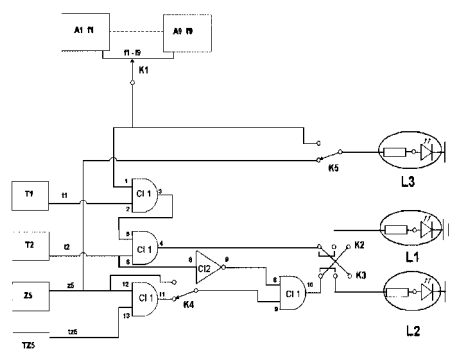 A1 f1 A9 f9
f1 - f9
K1
K5
L3
1
CI 1 3
2
T1 t1
5
CI 1 4
6
K2
L1
T2 t2
8 CI2 9
K3
Z5 z5
12
CI 1 11
13
K4
8
CI 1 10
9
L2
TZ5 tz5